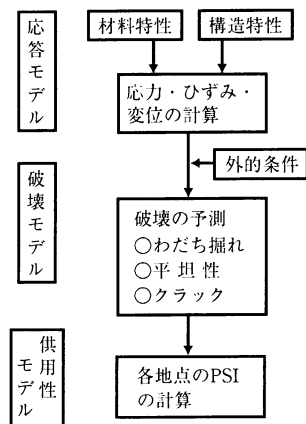 応答モデル
材料特性
構造特性
応力・ひずみ・
変位の計算
外的条件
破壊モデル
破壊の予測
○わだち掘れ
○平坦性
○クラック
供用性
モデル
各地点のPSI
の計算